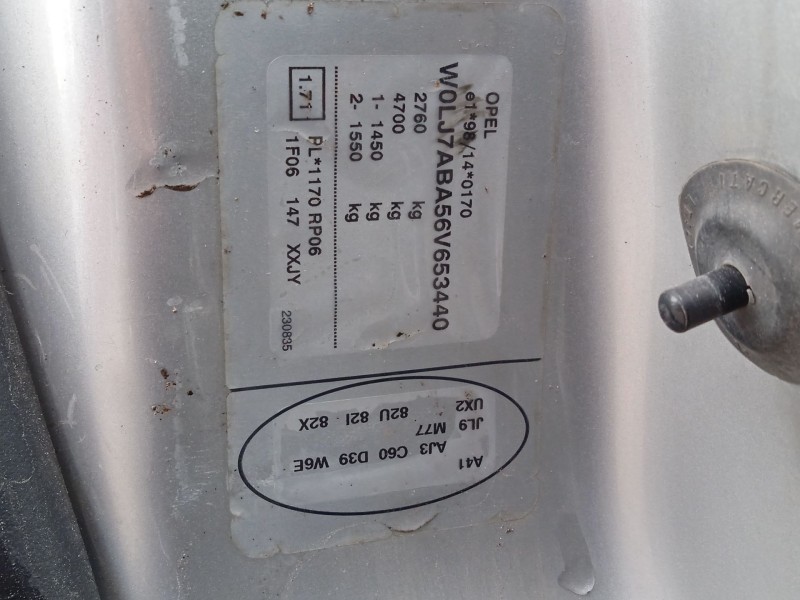 OPEL
e1*98/14*0170
W0LJ7ABA56V653440
2760 kg
4700 kg
1- 1450 kg
2- 1550 kg
1.71 PL*1170 RP06
1F06 147 XXJY
230835
A41
AJ3 C60 D39 W6E
JL9 M77
UX2
82U 82I 82X